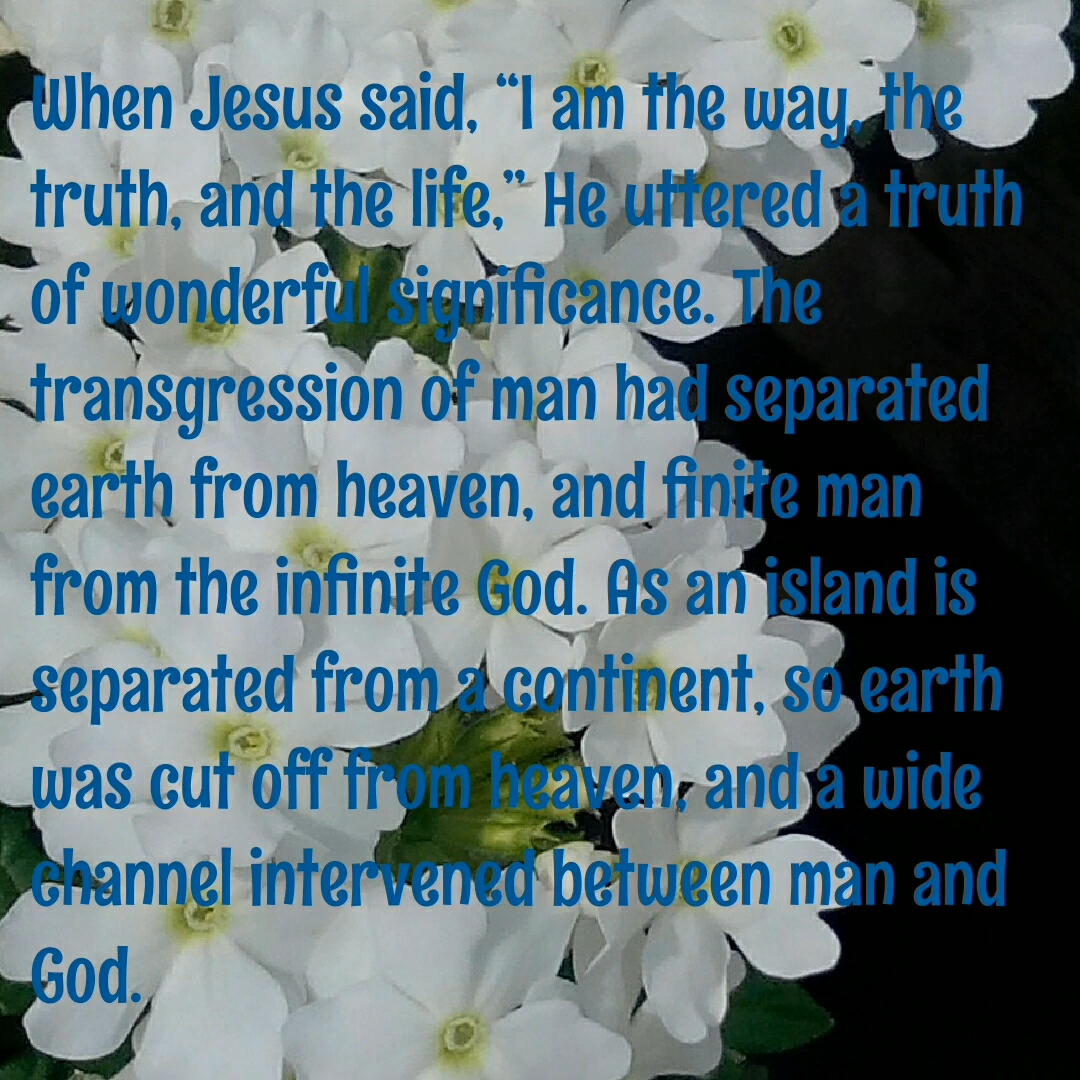 When Jesus said, “I am the way, the
truth, and the life,” He uttered a truth
of wonderful significance. The
transgression of man had separated
earth from heaven, and finite man
from the infinite God. As an island is
separated from a continent, so earth
was cut off from heaven, and a wide
channel intervened between man and
God.